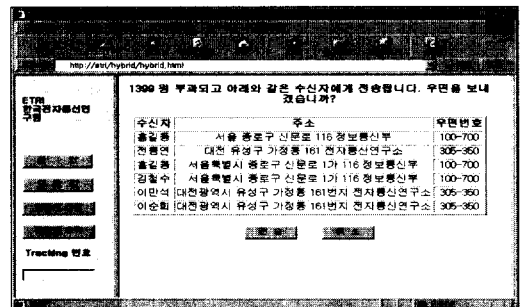 http://etri/hybrid/hybrid.html
ETRI
한국전자통신연
구원
Tracking 번호
1399 원 부과되고 아래와 같은 수신자에게 전송됩니다. 우편을 보내
겠습니까?
수신자 주소 우편번호
홍길동 서울 종로구 신문로 116 정보통신부 100-700
전통연 대전 유성구 가정동 161 전자통신연구소 305-350
홍길동 서울특별시 종로구 신문로 1가 116 정보통신부 100-700
김철수 서울특별시 종로구 신문로 1가 116 정보통신부 100-700
이만석 대전광역시 유성구 가정동 161번지 전자통신연구소 305-350
이순희 대전광역시 유성구 가정동 161번지 전자통신연구소 305-350